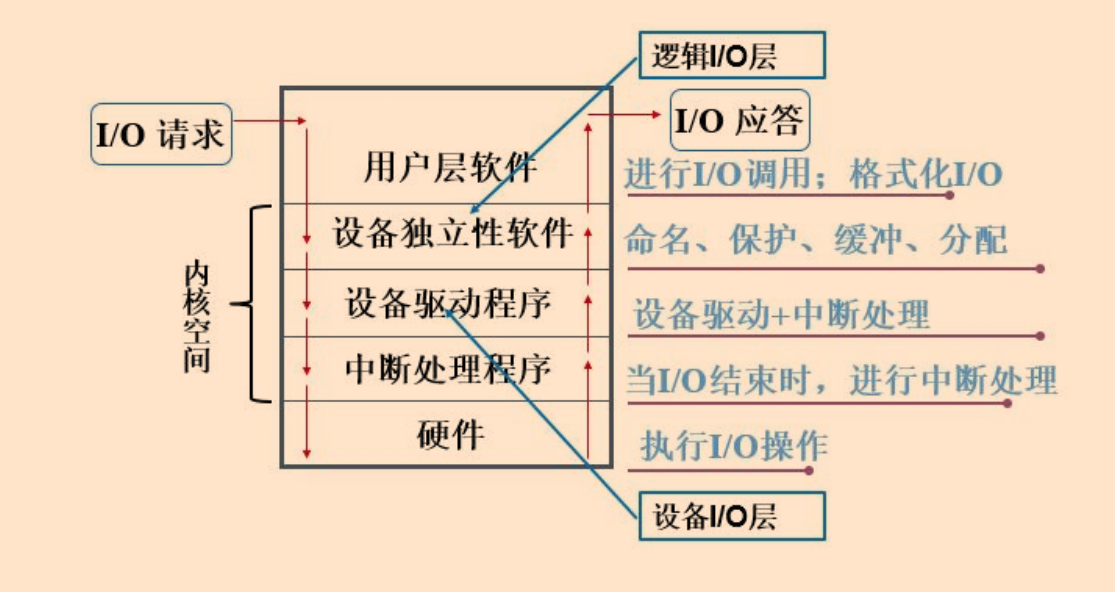 逻辑I/O层
I/O 请求
I/O 应答
用户层软件
进行I/O调用；格式化I/O
设备独立性软件
命名、保护、缓冲、分配
内核空间
设备驱动程序
设备驱动+中断处理
中断处理程序
当I/O结束时，进行中断处理
硬件
执行I/O操作
设备I/O层